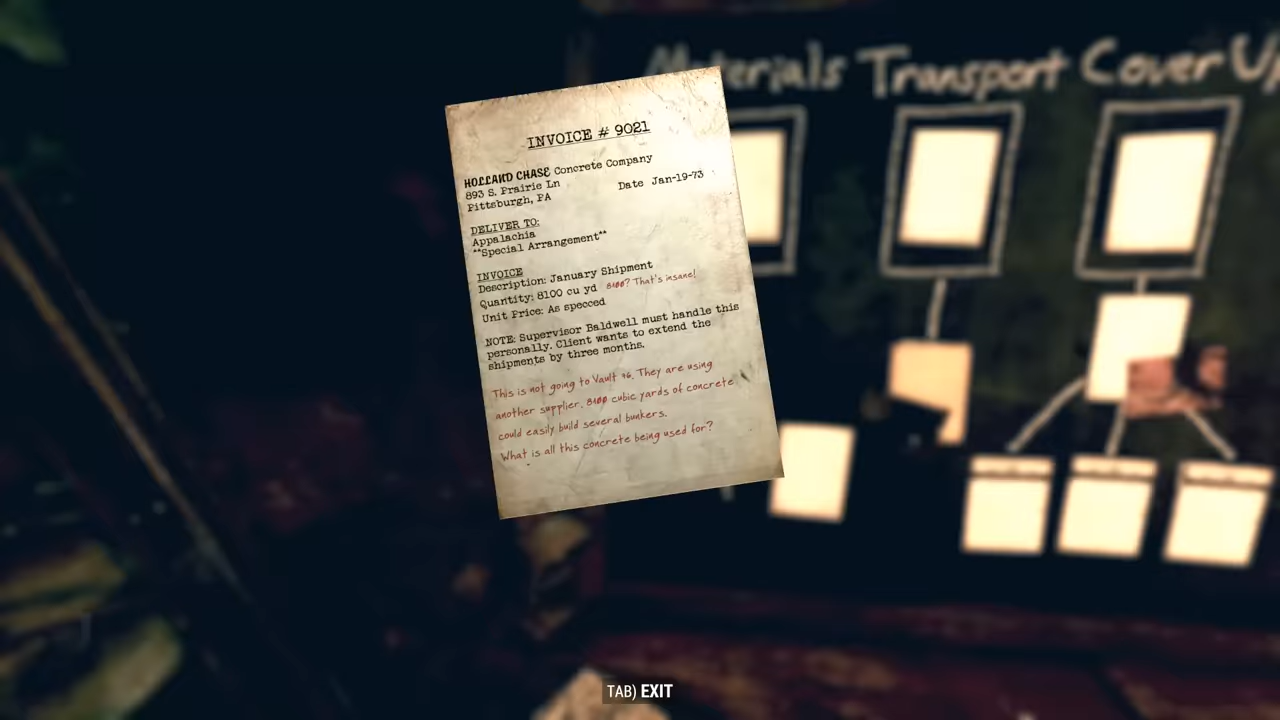 Materials Transport Cover Up
INVOICE # 9021
HOLLAND CHASE Concrete Company
893 S. Prairie Ln
Date Jan-19-73
Pittsburgh, PA
DELIVER TO:
Appalachia
**Special Arrangement**
INVOICE
Description: January Shipment
Quantity: 8100 cu yd 8100? That's insane!
Unit Price: As specced
NOTE: Supervisor Baldwell must handle this
personally. Client wants to extend the
shipments by three months.
This is not going to Vault 76. They are using
another supplier. 8100 cubic yards of concrete
could easily build several bunkers.
What is all this concrete being used for?
TAB) EXIT